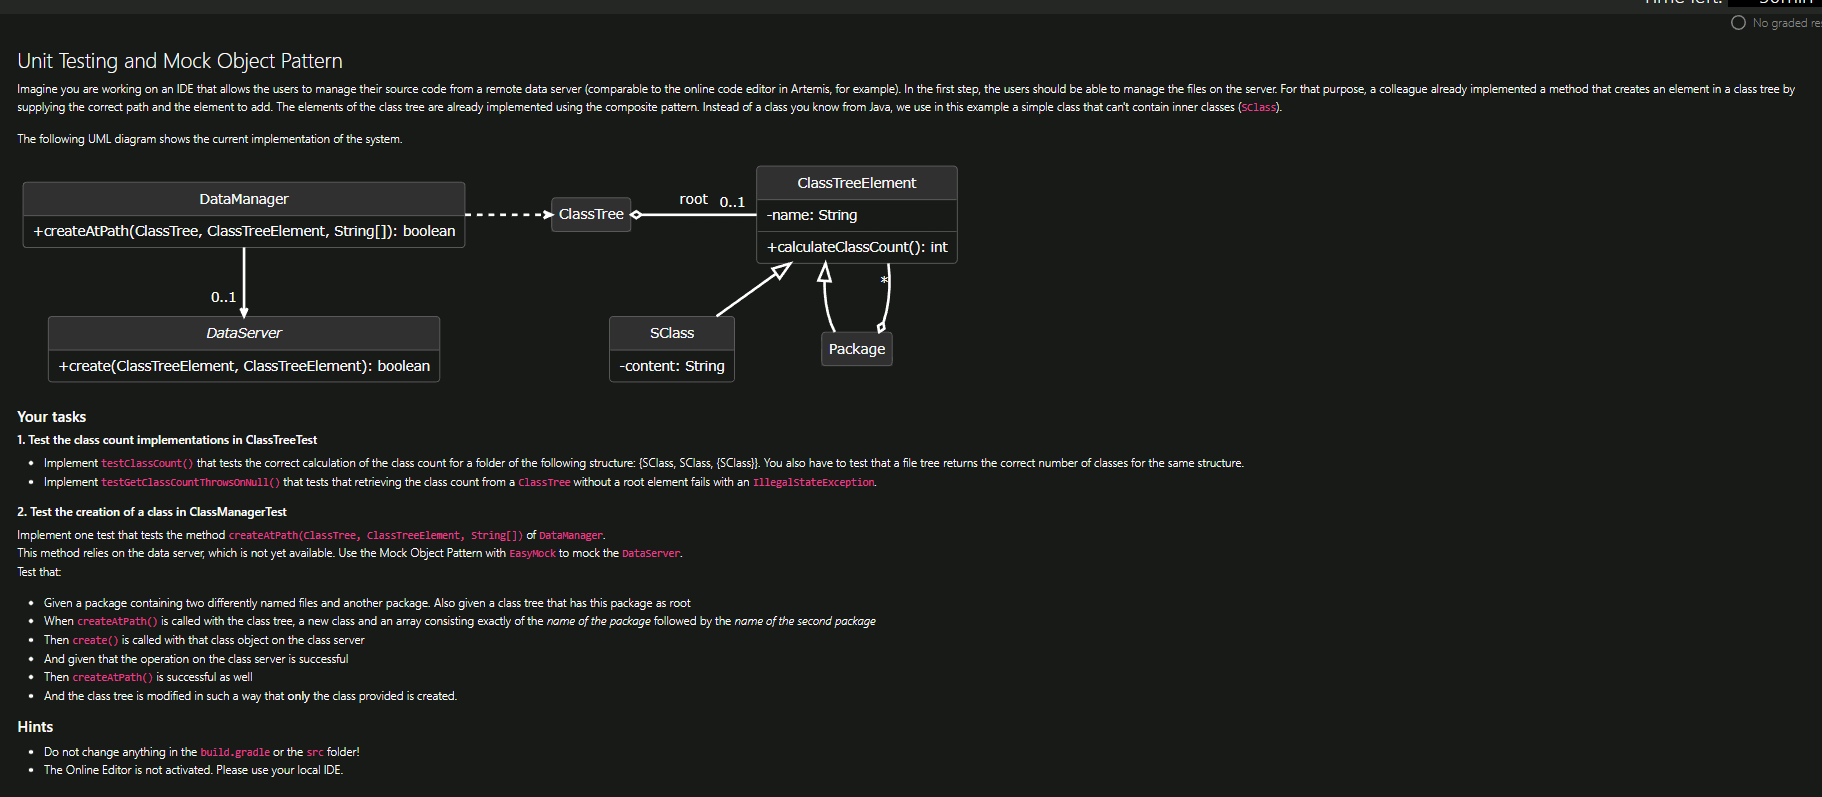 Time left:
No graded re
Unit Testing and Mock Object Pattern
Imagine you are working on an IDE that allows the users to manage their source code from a remote data server (comparable to the online code editor in Artemis, for example). In the first step, the users should be able to manage the files on the server. For that purpose, a colleague already implemented a method that creates an element in a class tree by
supplying the correct path and the element to add. The elements of the class tree are already implemented using the composite pattern. Instead of a class you know from Java, we use in this example a simple class that can't contain inner classes (SClass).
The following UML diagram shows the current implementation of the system.
DataManager
+createAtPath(ClassTree, ClassTreeElement, String[]): boolean
ClassTree
root 0..1
ClassTreeElement
-name: String
+calculateClassCount(): int
*
0..1
DataServer
+create(ClassTreeElement, ClassTreeElement): boolean
SClass
-content: String
Package
Your tasks
1. Test the class count implementations in ClassTreeTest
• Implement testClassCount() that tests the correct calculation of the class count for a folder of the following structure: {SClass, SClass, {SClass}}. You also have to test that a file tree returns the correct number of classes for the same structure.
• Implement testGetClassCountThrowsOnNull() that tests that retrieving the class count from a ClassTree without a root element fails with an IllegalStateException.
2. Test the creation of a class in ClassManagerTest
Implement one test that tests the method createAtPath(ClassTree, ClassTreeElement, String[]) of DataManager.
This method relies on the data server, which is not yet available. Use the Mock Object Pattern with EasyMock to mock the DataServer.
Test that:
• Given a package containing two differently named files and another package. Also given a class tree that has this package as root
• When createAtPath() is called with the class tree, a new class and an array consisting exactly of the name of the package followed by the name of the second package
• Then create() is called with that class object on the class server
• And given that the operation on the class server is successful
• Then createAtPath() is successful as well
• And the class tree is modified in such a way that only the class provided is created.
Hints
• Do not change anything in the build.gradle or the src folder!
• The Online Editor is not activated. Please use your local IDE.